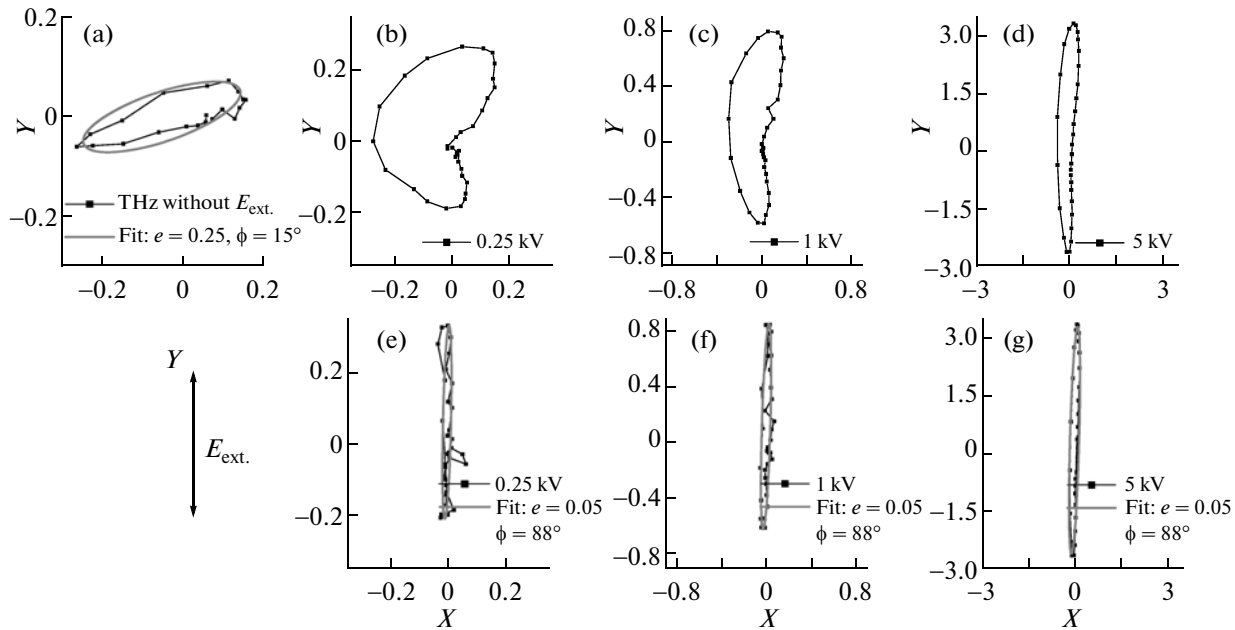 (a)
0.2
0
−0.2
Y
THz without E_ext.
Fit: e = 0.25, ϕ = 15°
−0.2 0 0.2
(b)
0.2
0
−0.2
Y
0.25 kV
−0.2 0 0.2
(c)
0.8
0.4
0
−0.4
−0.8
Y
1 kV
−0.8 0 0.8
(d)
3.0
1.5
0
−1.5
−3.0
Y
5 kV
−3 0 3
Y
E_ext.
(e)
0.2
0
−0.2
0.25 kV
Fit: e = 0.05
ϕ = 88°
−0.2 0 0.2
X
(f)
0.8
0.4
0
−0.4
−0.8
1 kV
Fit: e = 0.05
ϕ = 88°
−0.8 0 0.8
X
(g)
3.0
1.5
0
−1.5
−3.0
5 kV
Fit: e = 0.05
ϕ = 88°
−3 0 3
X